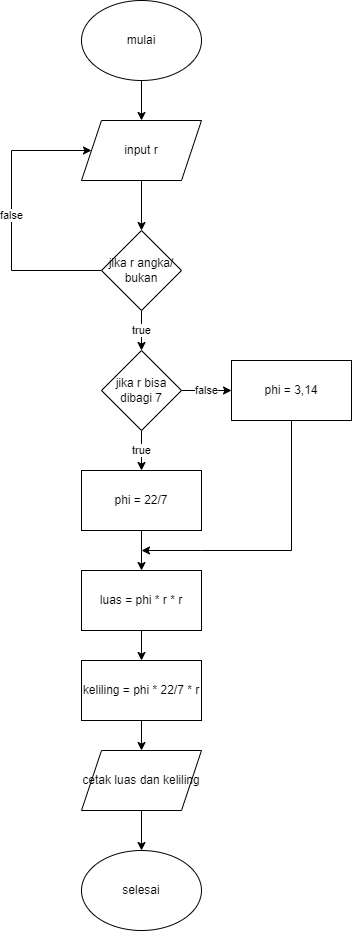 mulai
input r
false
jika r angka/
bukan
true
jika r bisa
dibagi 7
false
phi = 3,14
true
phi = 22/7
luas = phi * r * r
keliling = phi * 22/7 * r
cetak luas dan keliling
selesai